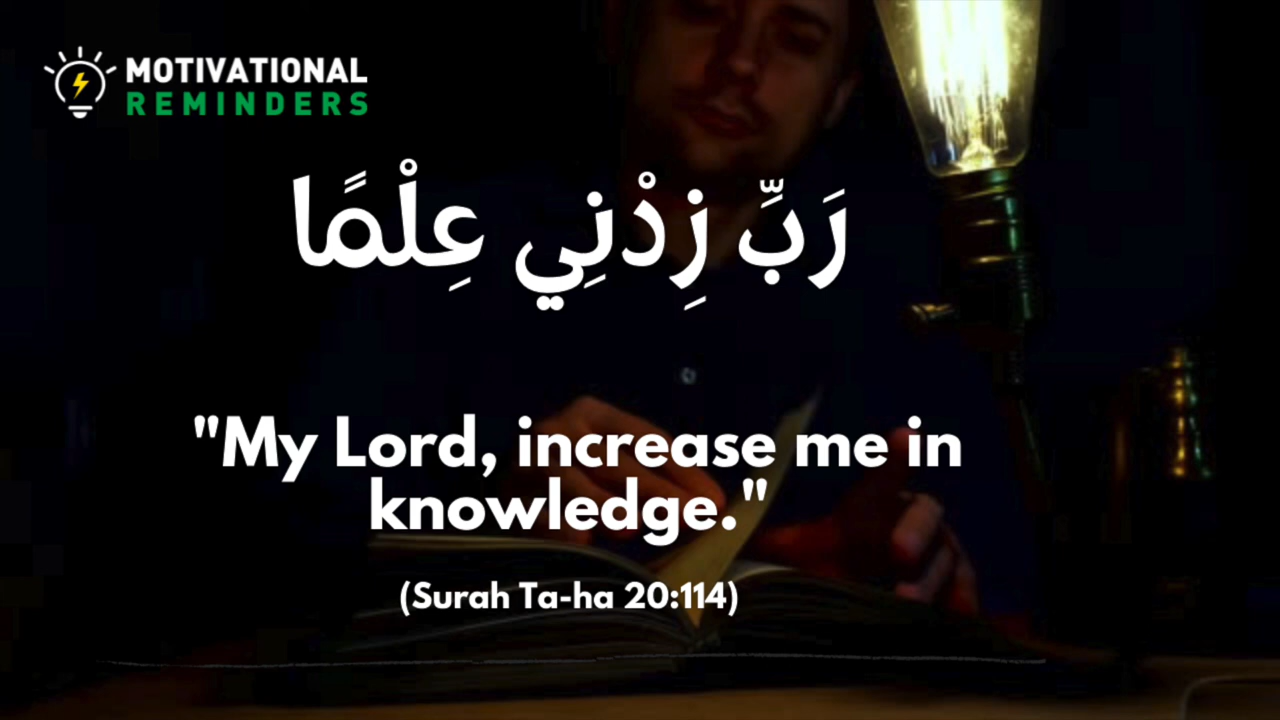 MOTIVATIONAL
REMINDERS
رَبِّ زِدْنِي عِلْمًا
"My Lord, increase me in
knowledge."
(Surah Ta-ha 20:114)